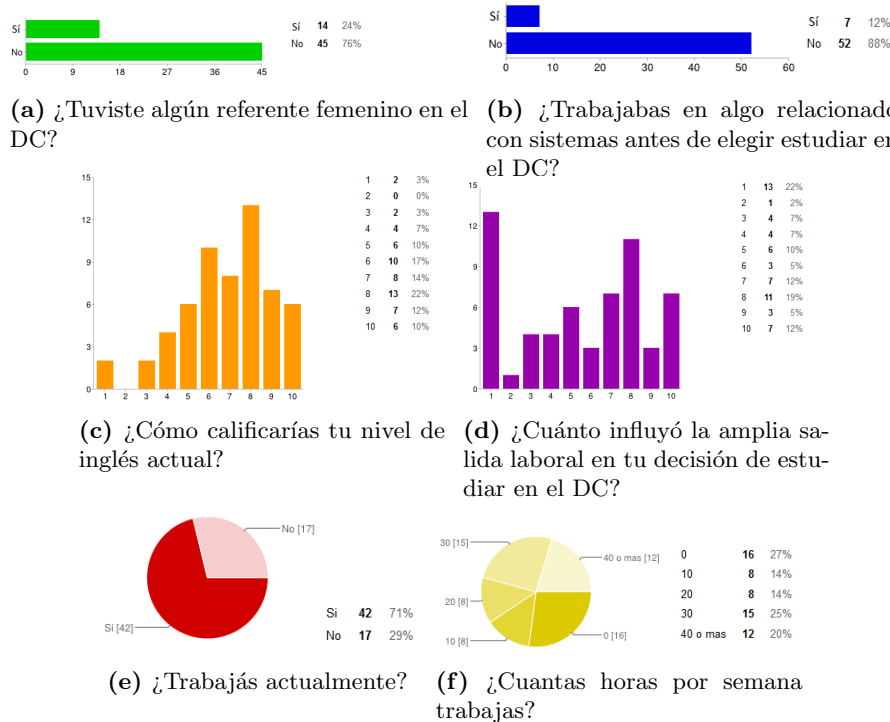 Sí 14 24%
No 45 76%
0 9 18 27 36 45
Sí 7 12%
No 52 88%
0 10 20 30 40 50 60
(a) ¿Tuviste algún referente femenino en el
DC?
(b) ¿Trabajabas en algo relacionado
con sistemas antes de elegir estudiar en
el DC?
15
12
9
6
3
0
1 2 3 4 5 6 7 8 9 10
1 2 3%
2 0 0%
3 2 3%
4 4 7%
5 6 10%
6 10 17%
7 8 14%
8 13 22%
9 7 12%
10 6 10%
15
12
9
6
3
0
1 2 3 4 5 6 7 8 9 10
1 13 22%
2 1 2%
3 4 7%
4 4 7%
5 6 10%
6 3 5%
7 7 12%
8 11 19%
9 3 5%
10 7 12%
(c) ¿Cómo calificarías tu nivel de
inglés actual?
(d) ¿Cuánto influyó la amplia sa-
lida laboral en tu decisión de estu-
diar en el DC?
No [17]
Si [42]
Si 42 71%
No 17 29%
30 [15]
40 o mas [12]
20 [8]
10 [8]
0 [16]
0 16 27%
10 8 14%
20 8 14%
30 15 25%
40 o mas 12 20%
(e) ¿Trabajás actualmente?
(f) ¿Cuantas horas por semana
trabajas?